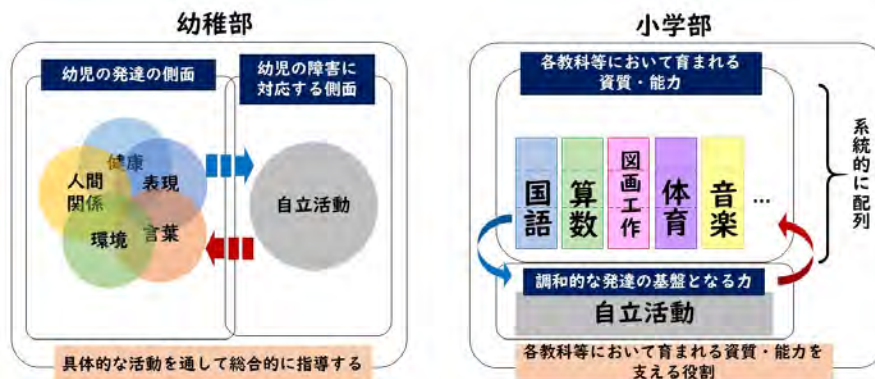 幼稚部
幼児の発達の側面
幼児の障害に
対応する側面
健康
人間
関係
表現
環境
言葉
自立活動
具体的な活動を通して総合的に指導する
小学部
各教科等において育まれる
資質・能力
国語
算数
図画工作
体育
音楽
…
系統的に配列
調和的な発達の基盤となる力
自立活動
各教科等において育まれる資質・能力を
支える役割